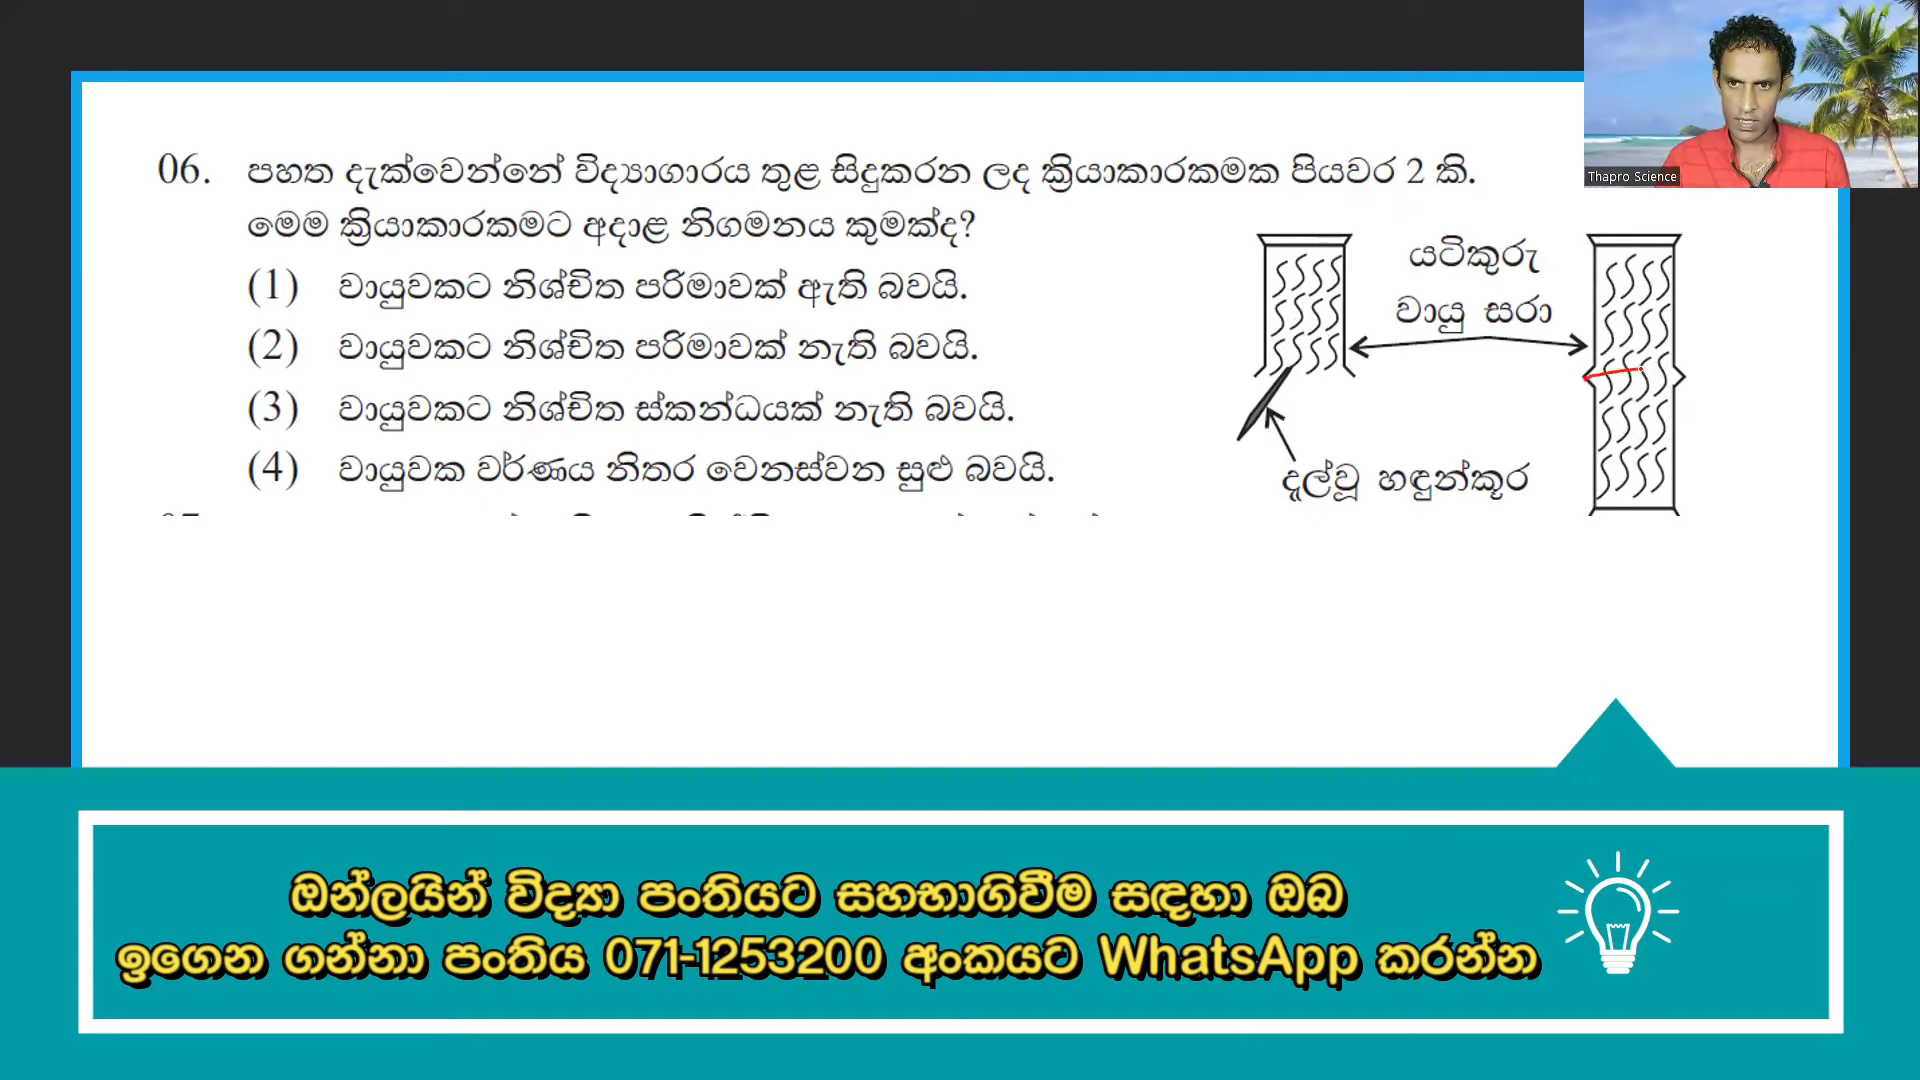 Thapro Science
06. පහත දැක්වෙන්නේ විද්‍යාගාරය තුළ සිදුකරන ලද ක්‍රියාකාරකමක පියවර 2 කි.
මෙම ක්‍රියාකාරකමට අදාළ නිගමනය කුමක්ද?
(1) වායුවකට නිශ්චිත පරිමාවක් ඇති බවයි.
(2) වායුවකට නිශ්චිත පරිමාවක් නැති බවයි.
(3) වායුවකට නිශ්චිත ස්කන්ධයක් නැති බවයි.
(4) වායුවක වර්ණය නිතර වෙනස්වන සුළු බවයි.
යටිකුරු
වායු සරා
දැල්වූ හඳුන්කූර
ඔන්ලයින් විද්‍යා පංතියට සහභාගිවීම සඳහා ඔබ
ඉගෙන ගන්නා පංතිය 071-1253200 අංකයට WhatsApp කරන්න